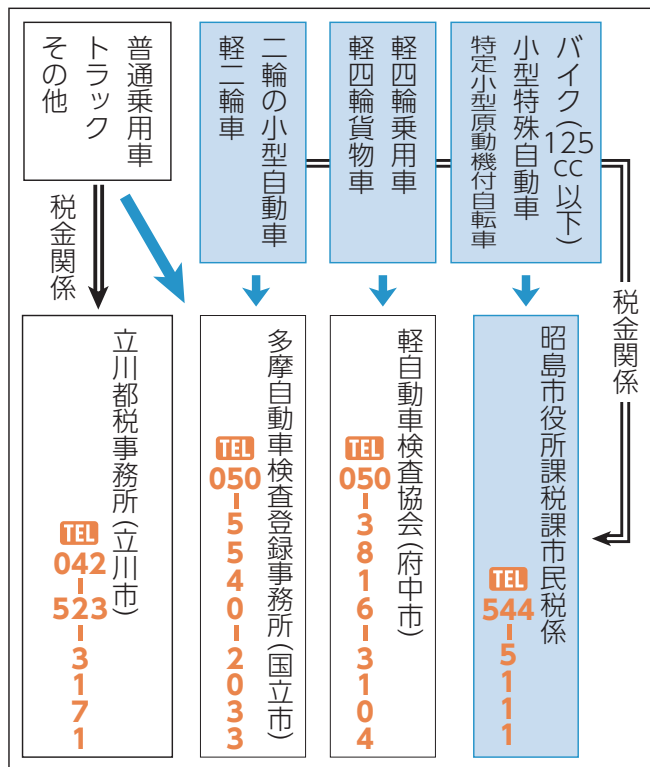 バイク(125cc以下)
小型特殊自動車
特定小型原動機付自転車
軽四輪乗用車
軽四輪貨物車
二輪の小型自動車
軽二輪車
普通乗用車
トラック
その他
税金関係
税金関係
昭島市役所課税課市民税係
TEL 544-5111
軽自動車検査協会(府中市)
TEL 050-3816-3104
多摩自動車検査登録事務所(国立市)
TEL 050-5540-2033
立川都税事務所(立川市)
TEL 042-523-3171